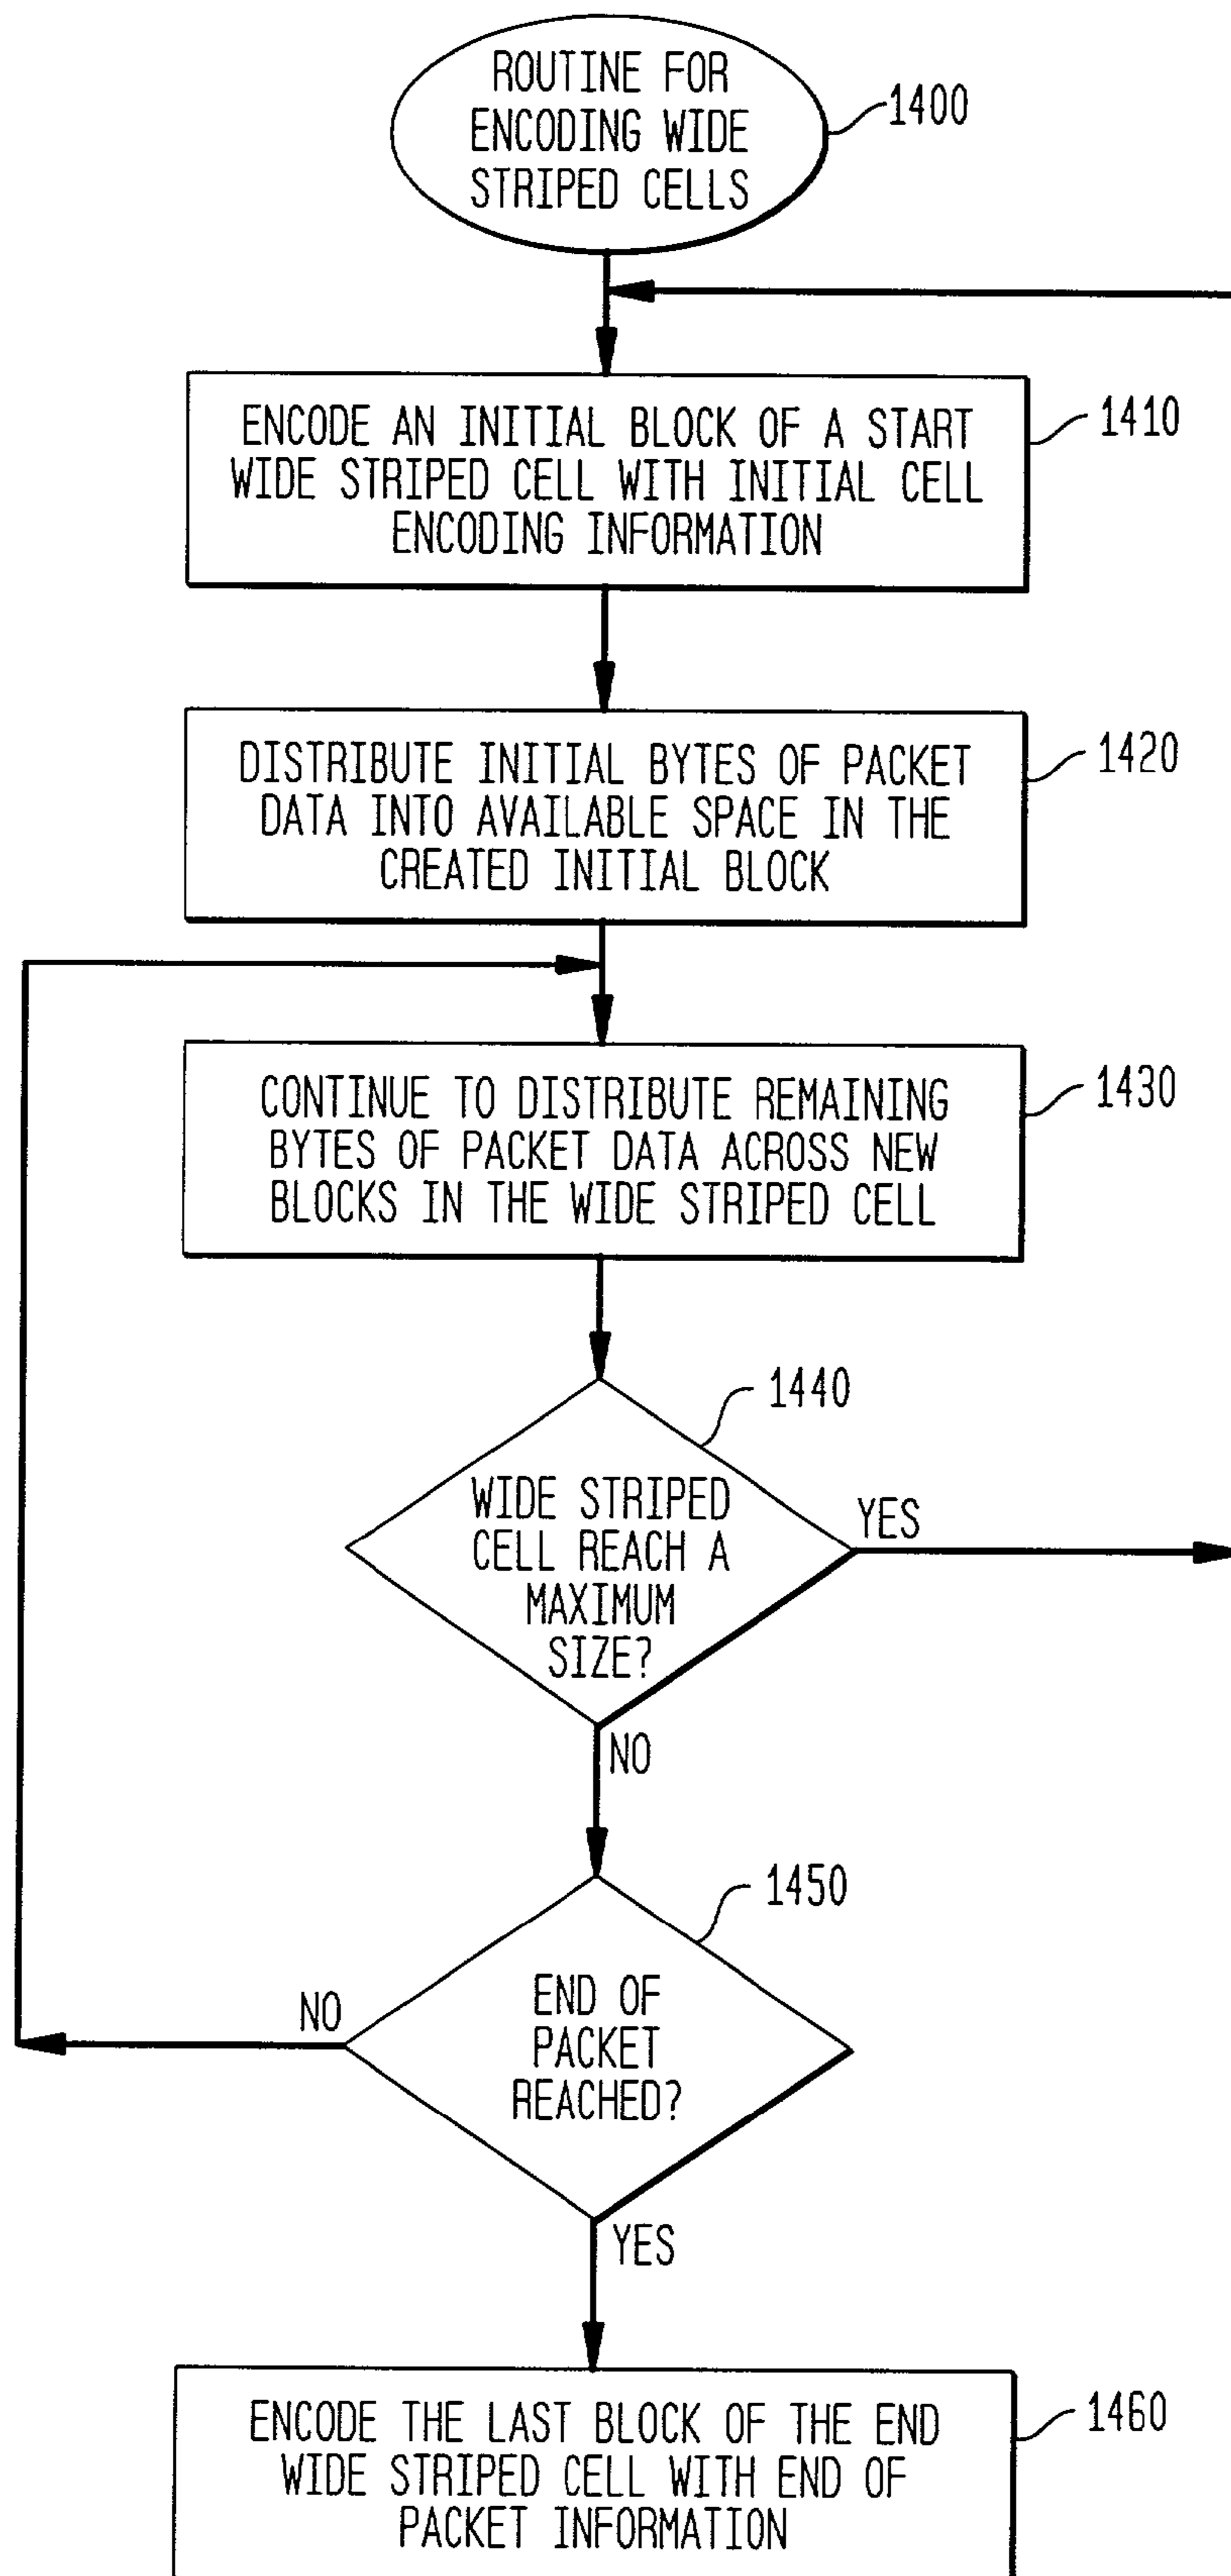 ROUTINE FOR
ENCODING WIDE
STRIPED CELLS
1400
ENCODE AN INITIAL BLOCK OF A START
WIDE STRIPED CELL WITH INITIAL CELL
ENCODING INFORMATION
1410
DISTRIBUTE INITIAL BYTES OF PACKET
DATA INTO AVAILABLE SPACE IN THE
CREATED INITIAL BLOCK
1420
CONTINUE TO DISTRIBUTE REMAINING
BYTES OF PACKET DATA ACROSS NEW
BLOCKS IN THE WIDE STRIPED CELL
1430
1440
WIDE STRIPED
CELL REACH A
MAXIMUM
SIZE?
YES
NO
1450
END OF
PACKET
REACHED?
NO
YES
ENCODE THE LAST BLOCK OF THE END
WIDE STRIPED CELL WITH END OF
PACKET INFORMATION
1460